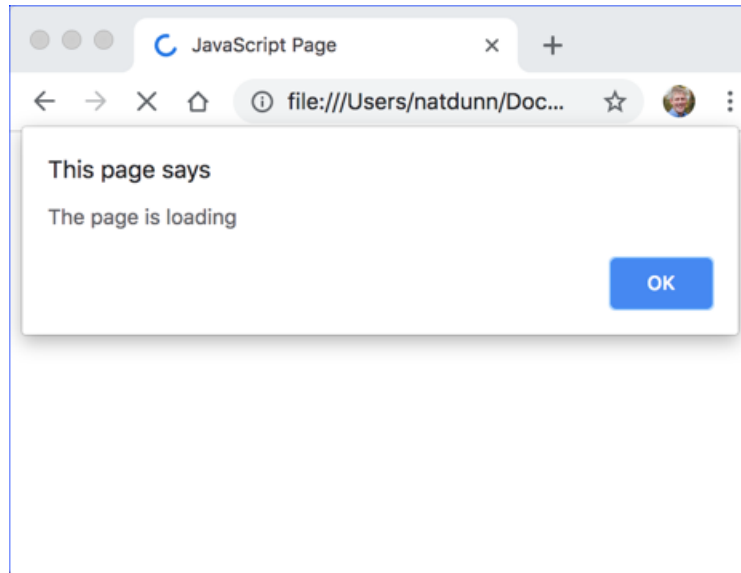 JavaScript Page
file:///Users/natdunn/Doc...
This page says
The page is loading
OK